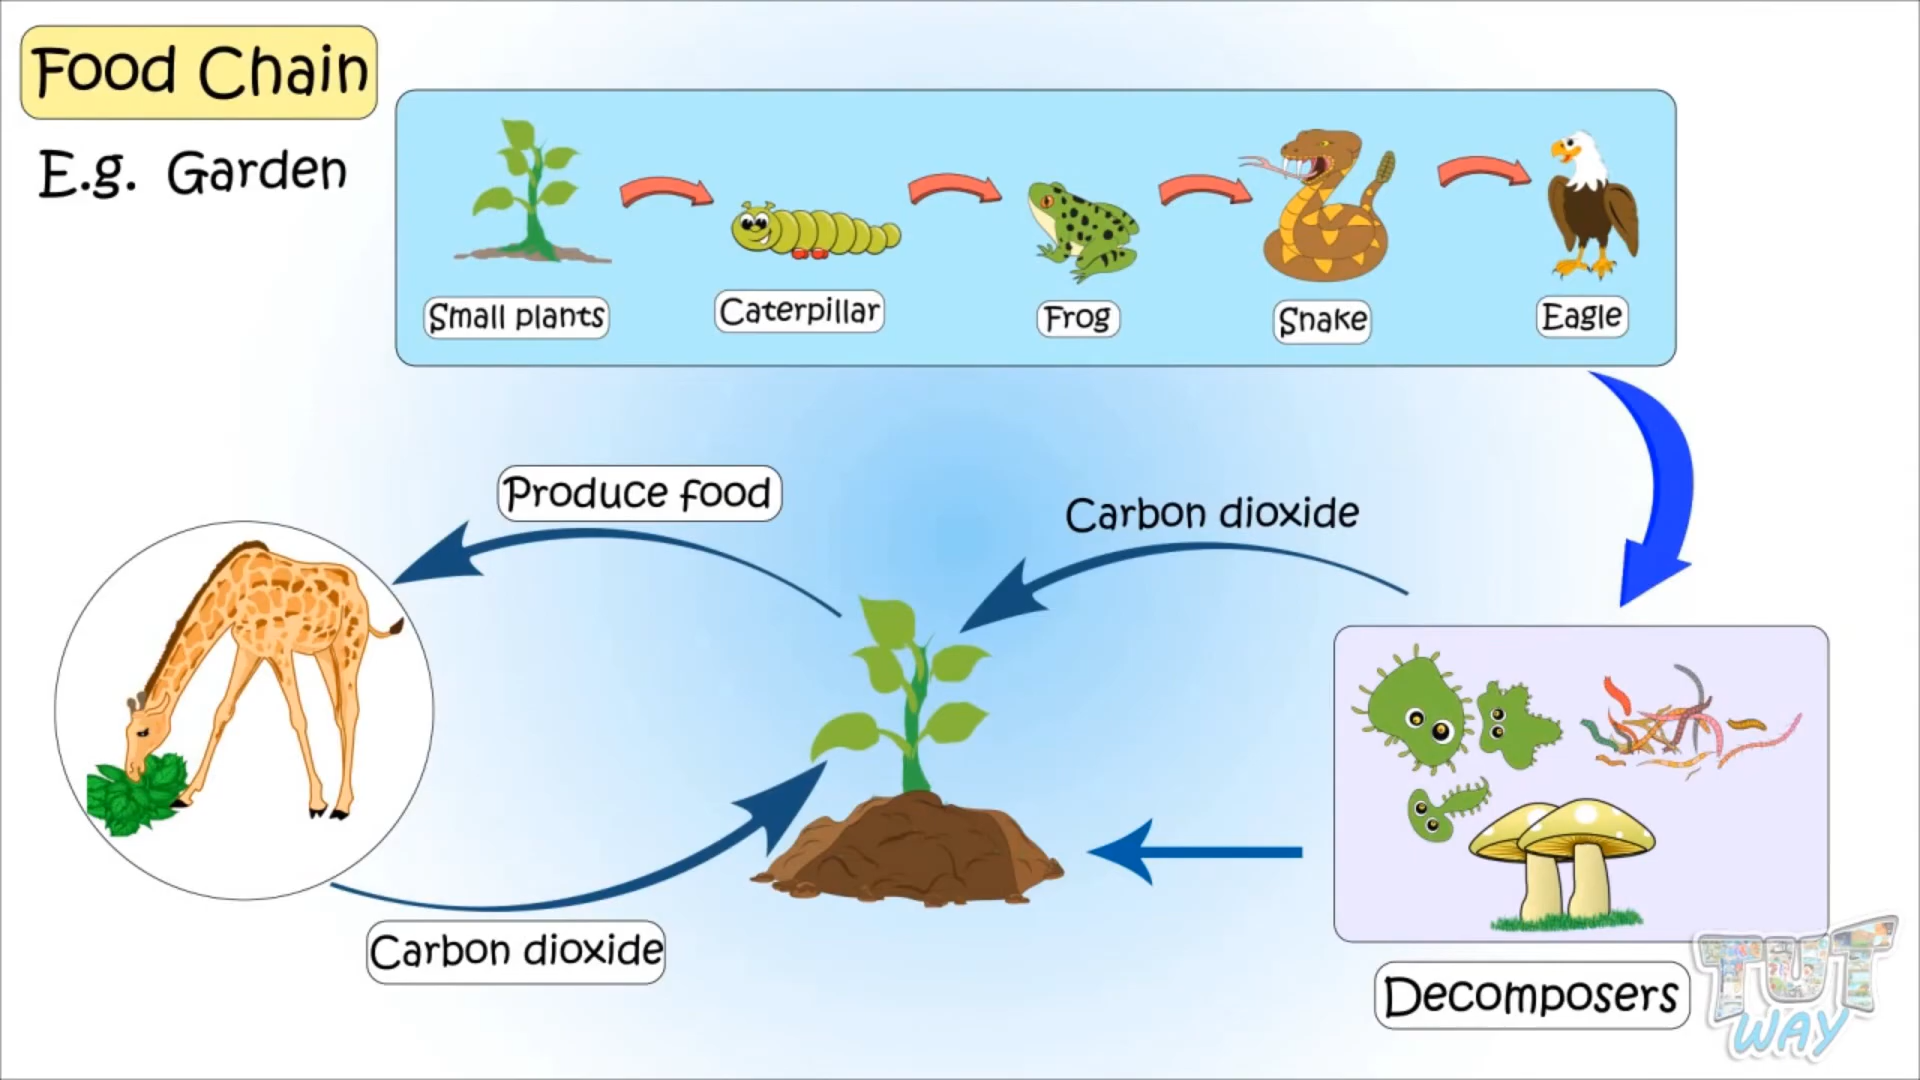 Food Chain
E.g. Garden
Small plants
Caterpillar
Frog
Snake
Eagle
Produce food
Carbon dioxide
Carbon dioxide
Decomposers
TUT
WAY